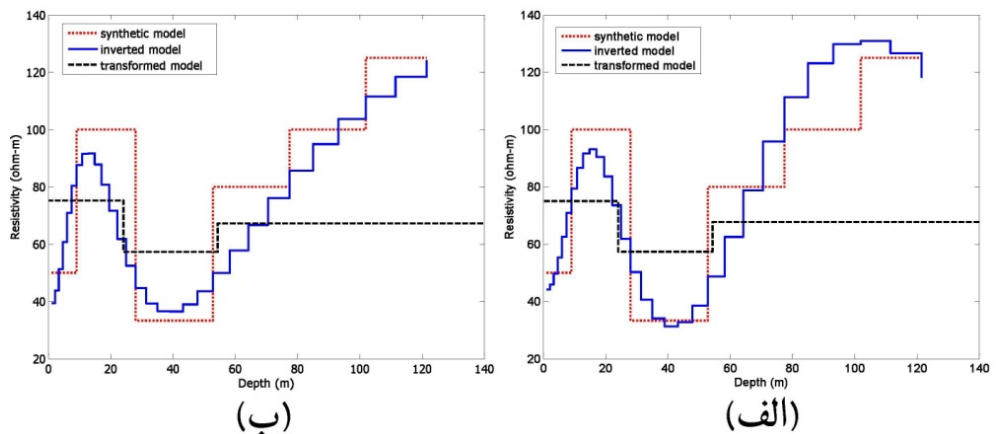 140
120
100
80
60
40
20
Resistivity (ohm-m)
synthetic model
inverted model
transformed model
0 20 40 60 80 100 120 140
Depth (m)
(ب)
140
120
100
80
60
40
20
Resistivity (ohm-m)
synthetic model
inverted model
transformed model
0 20 40 60 80 100 120 140
Depth (m)
(الف)